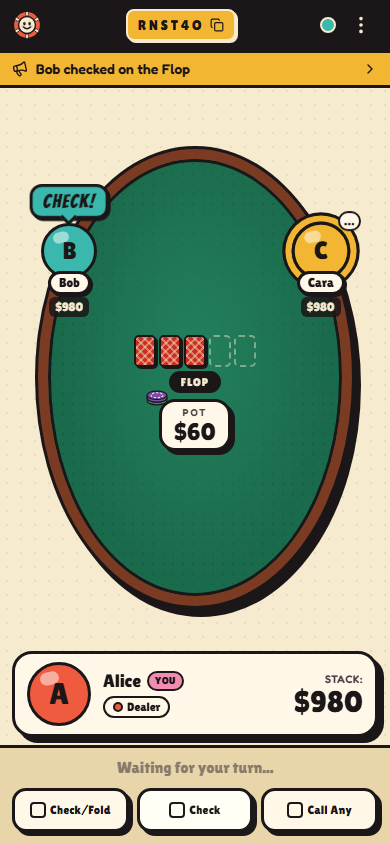 RNST4O
Bob checked on the Flop
CHECK!
B
Bob
$980
...
C
Cara
$980
FLOP
POT
$60
A
Alice
YOU
Dealer
STACK:
$980
Waiting for your turn...
Check/Fold
Check
Call Any